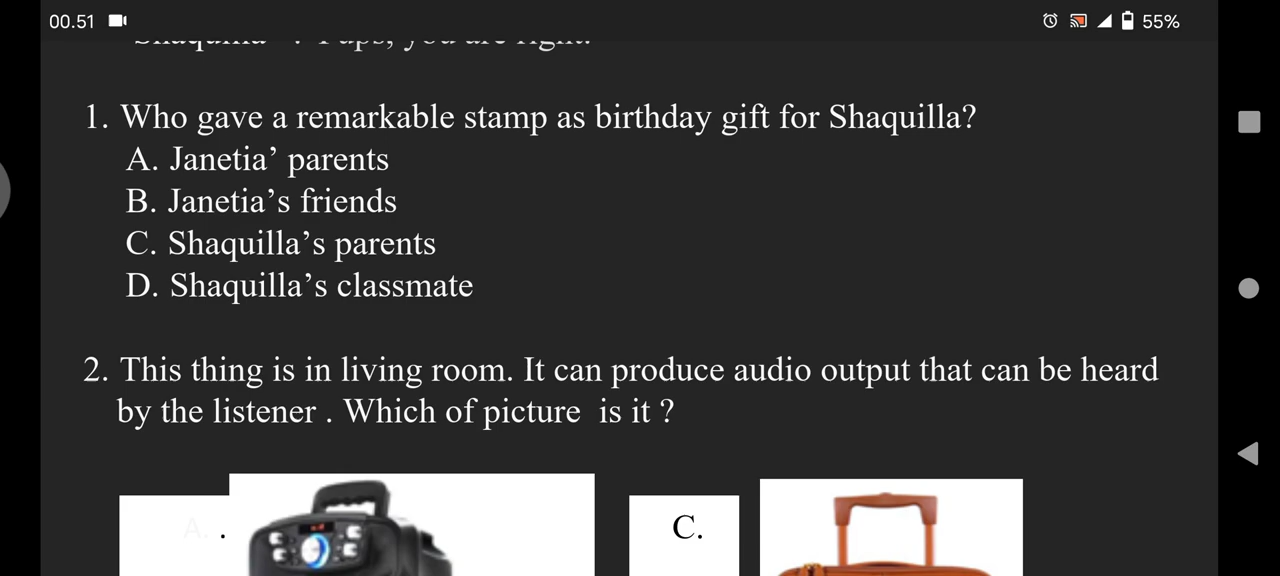 00.51
55%
1. Who gave a remarkable stamp as birthday gift for Shaquilla?
A. Janetia’ parents
B. Janetia’s friends
C. Shaquilla’s parents
D. Shaquilla’s classmate
2. This thing is in living room. It can produce audio output that can be heard
by the listener . Which of picture is it ?
A. .
C.